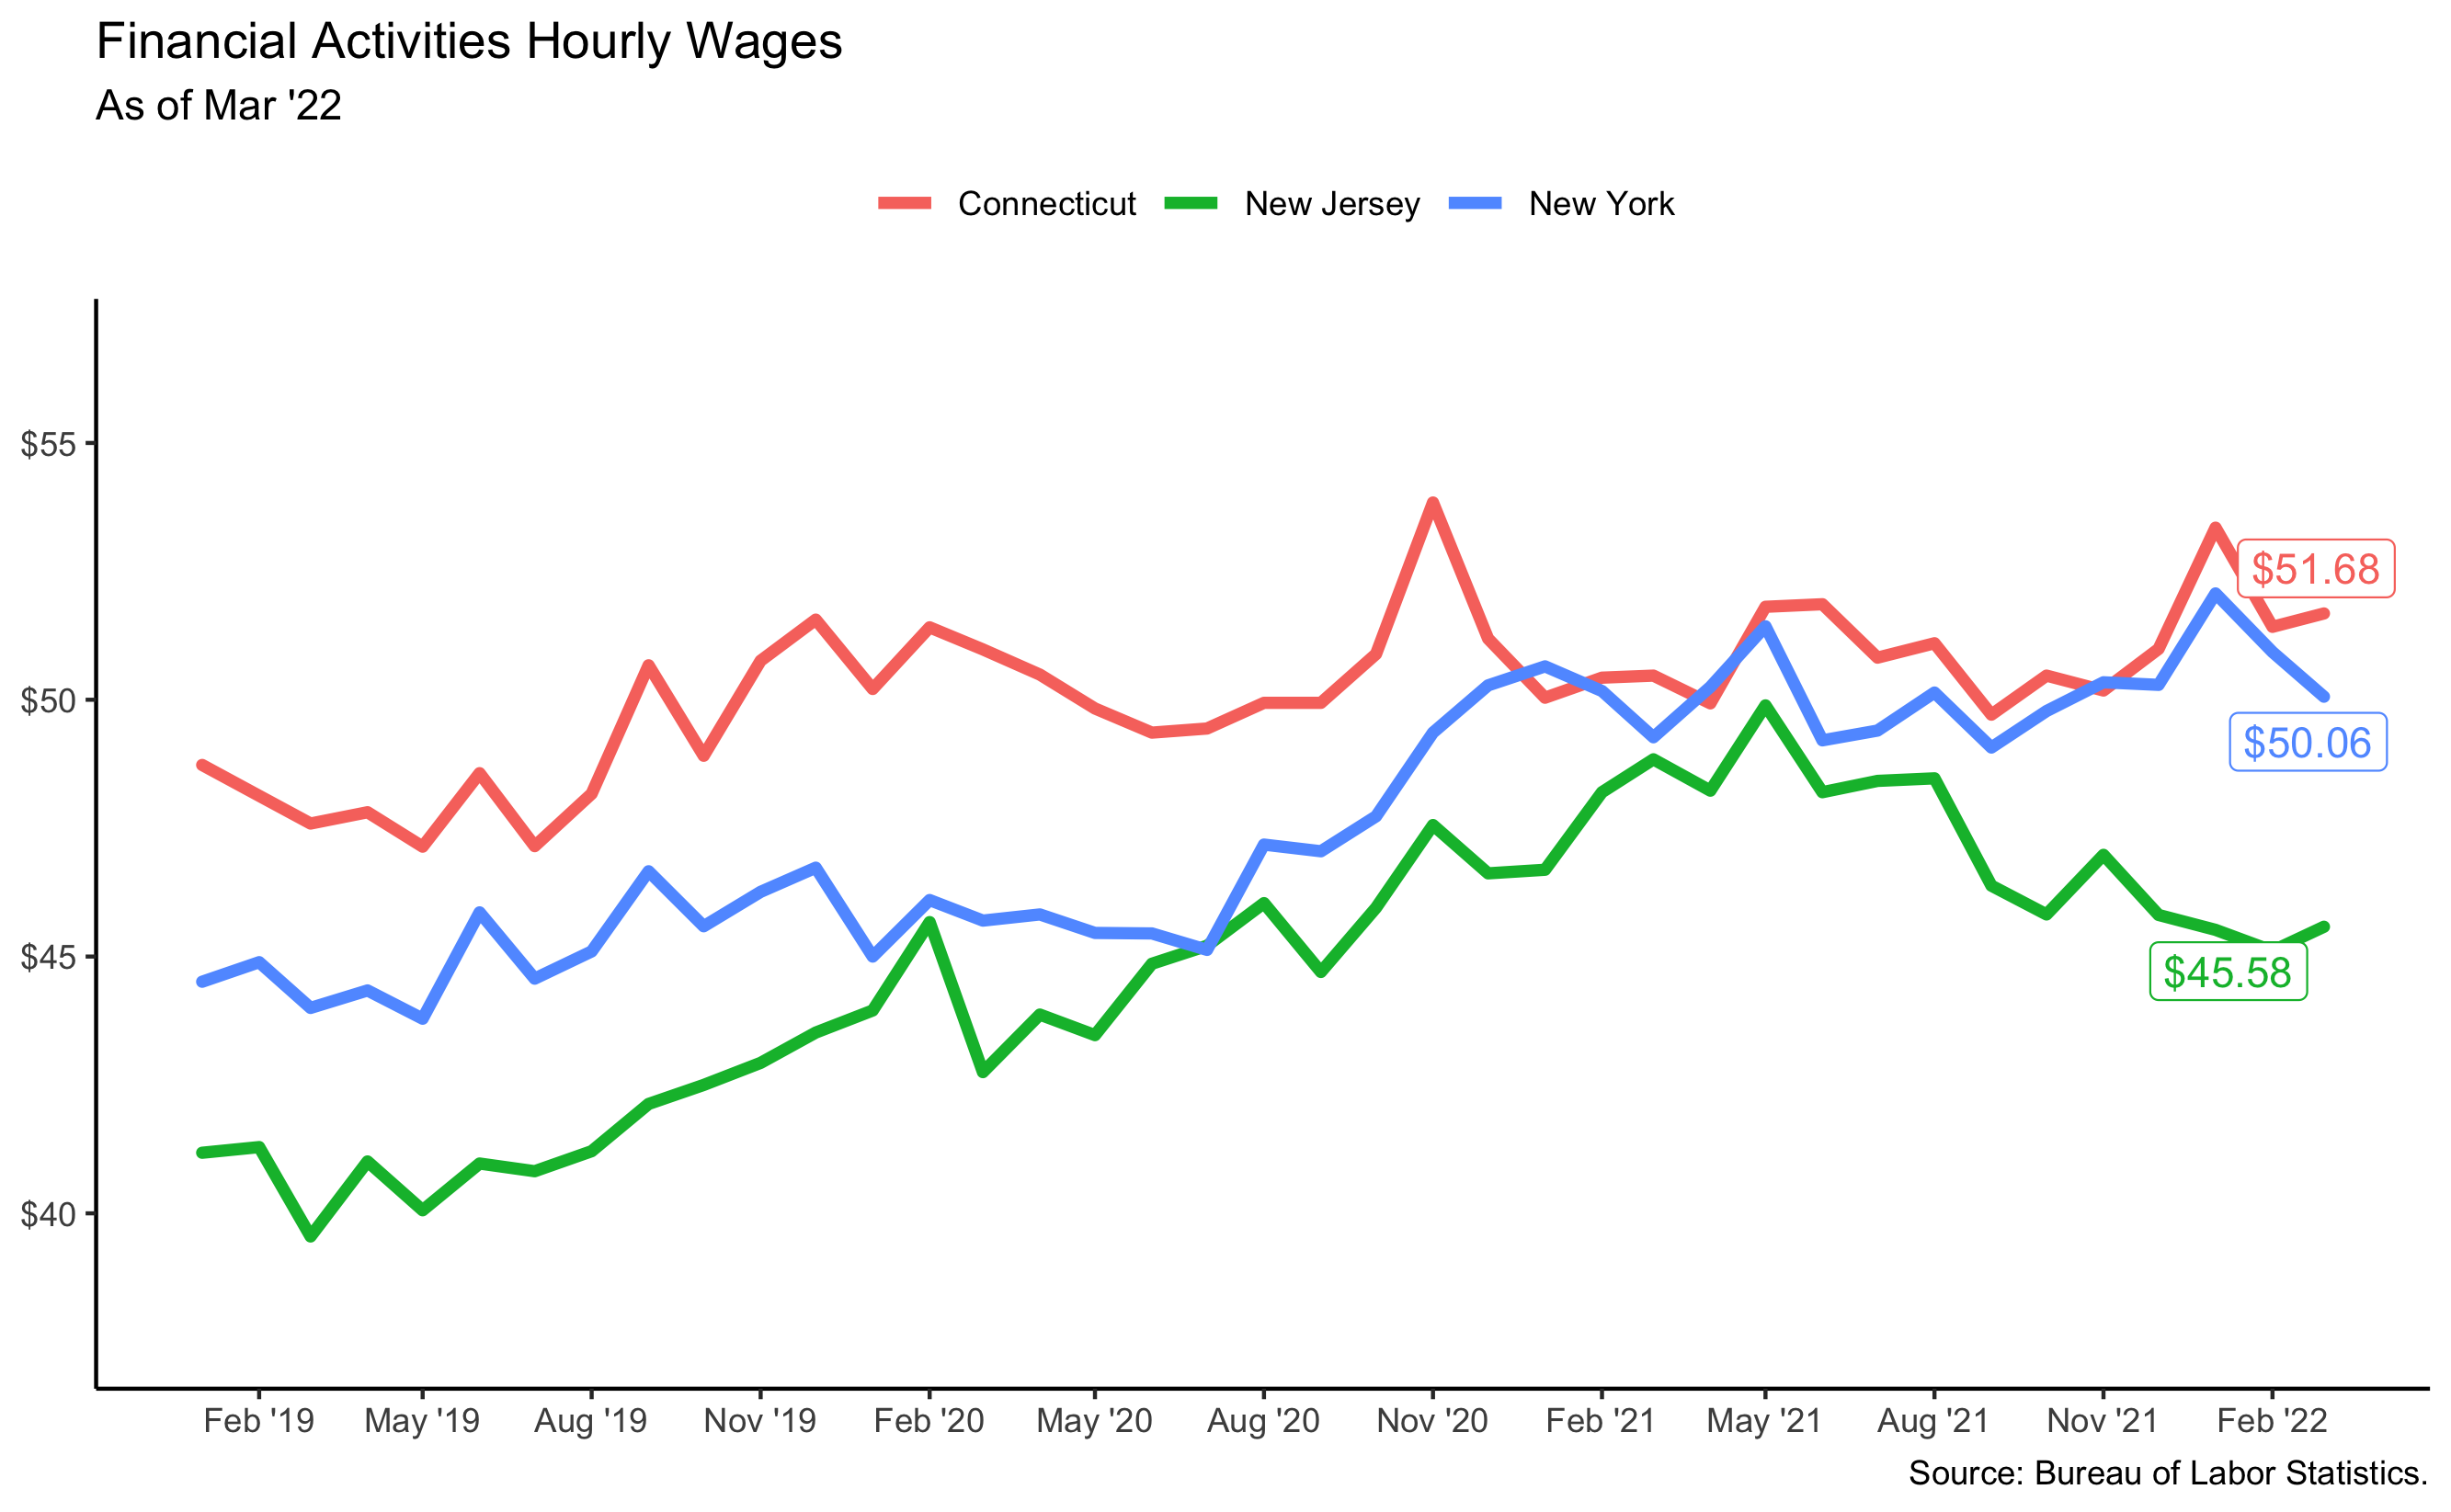 Financial Activities Hourly Wages
As of Mar '22
Connecticut New Jersey New York
$55
$50
$45
$40
$51.68
$50.06
$45.58
Feb '19 May '19 Aug '19 Nov '19 Feb '20 May '20 Aug '20 Nov '20 Feb '21 May '21 Aug '21 Nov '21 Feb '22
Source: Bureau of Labor Statistics.